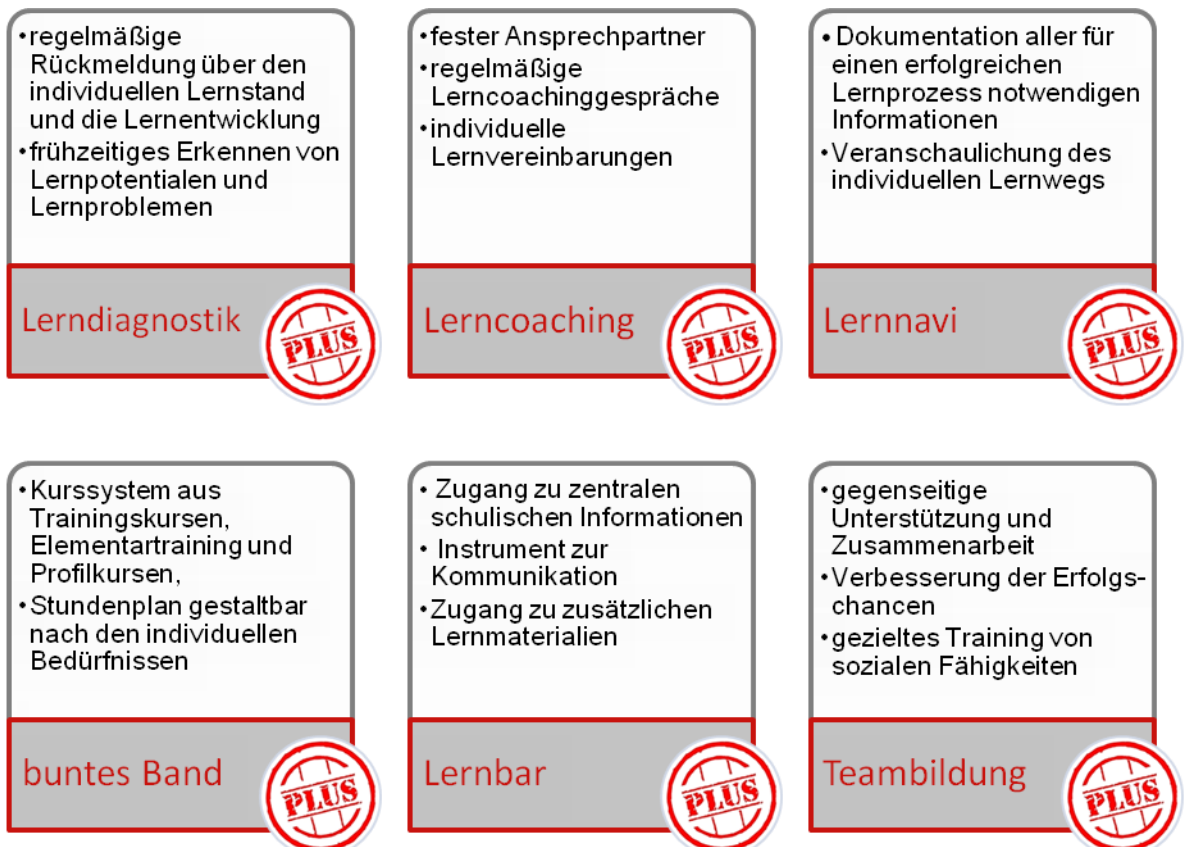 •regelmäßige
Rückmeldung über den
individuellen Lernstand
und die Lernentwicklung
•frühzeitiges Erkennen von
Lernpotentialen und
Lernproblemen
Lerndiagnostik
PLUS
•fester Ansprechpartner
•regelmäßige
Lerncoachinggespräche
•individuelle
Lernvereinbarungen
Lerncoaching
PLUS
• Dokumentation aller für
einen erfolgreichen
Lernprozess notwendigen
Informationen
•Veranschaulichung des
individuellen Lernwegs
Lernnavi
PLUS
•Kurssystem aus
Trainingskursen,
Elementartraining und
Profilkursen,
•Stundenplan gestaltbar
nach den individuellen
Bedürfnissen
buntes Band
PLUS
• Zugang zu zentralen
schulischen Informationen
• Instrument zur
Kommunikation
•Zugang zu zusätzlichen
Lernmaterialien
Lernbar
PLUS
•gegenseitige
Unterstützung und
Zusammenarbeit
•Verbesserung der Erfolgs-
chancen
•gezieltes Training von
sozialen Fähigkeiten
Teambildung
PLUS